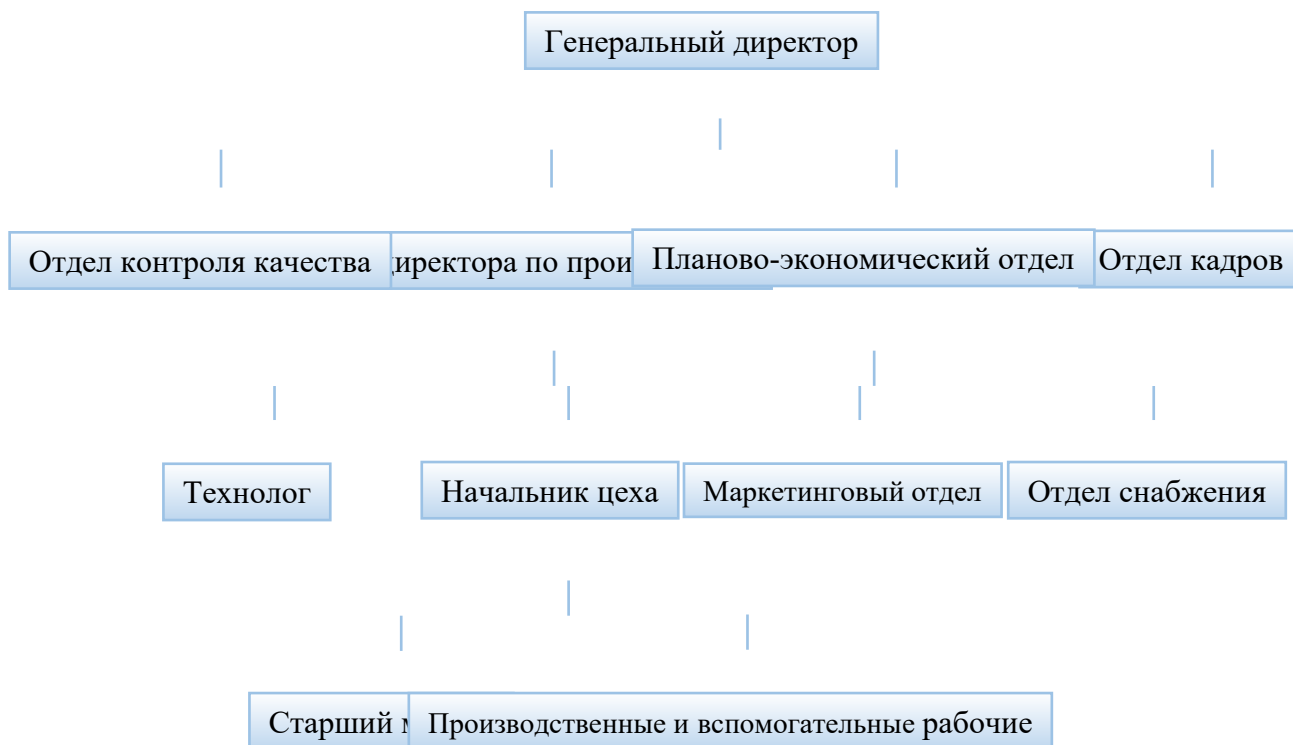 Генеральный директор
Отдел контроля качества
директора по прои
Планово-экономический отдел
Отдел кадров
Технолог
Начальник цеха
Маркетинговый отдел
Отдел снабжения
Старший
Производственные и вспомогательные рабочие